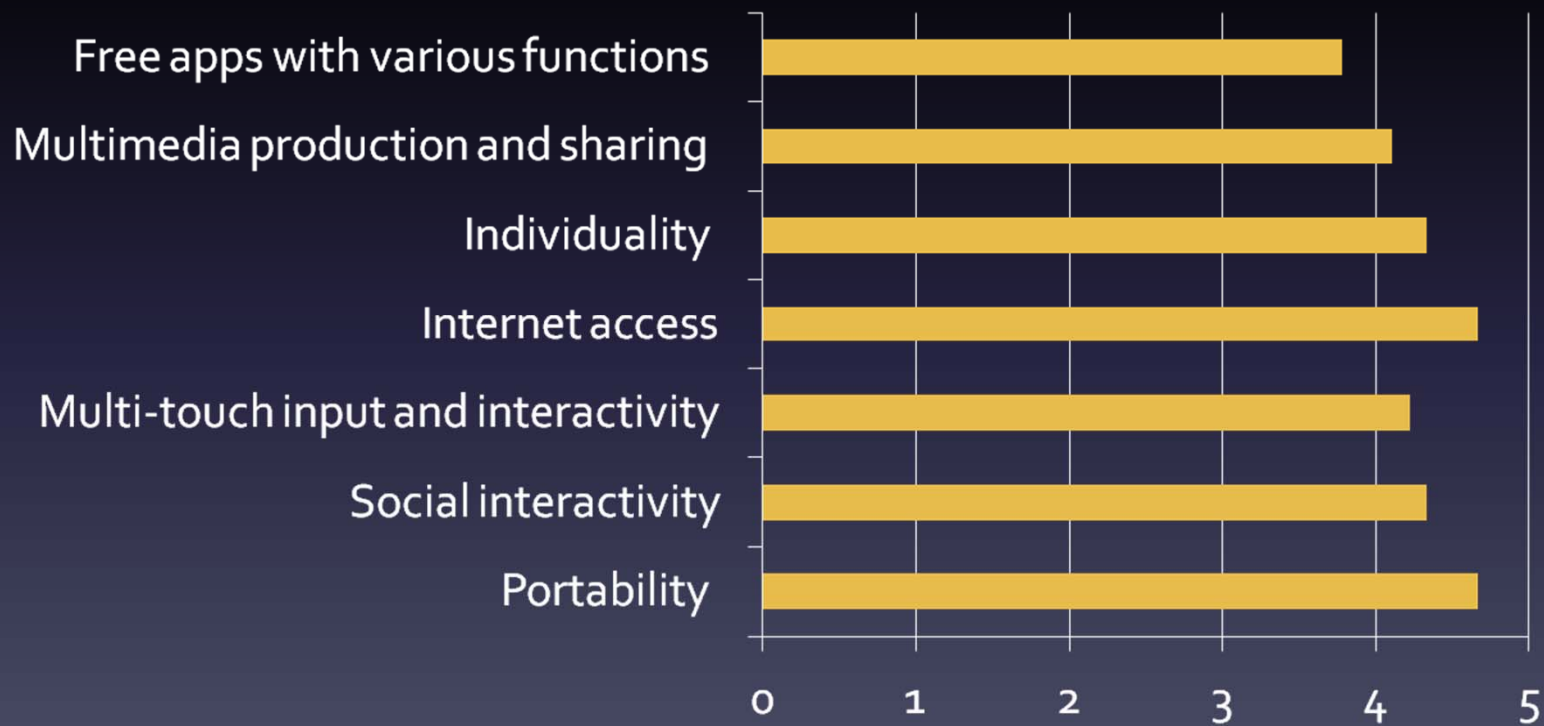 Free apps with various functions
Multimedia production and sharing
Individuality
Internet access
Multi-touch input and interactivity
Social interactivity
Portability
0 1 2 3 4 5